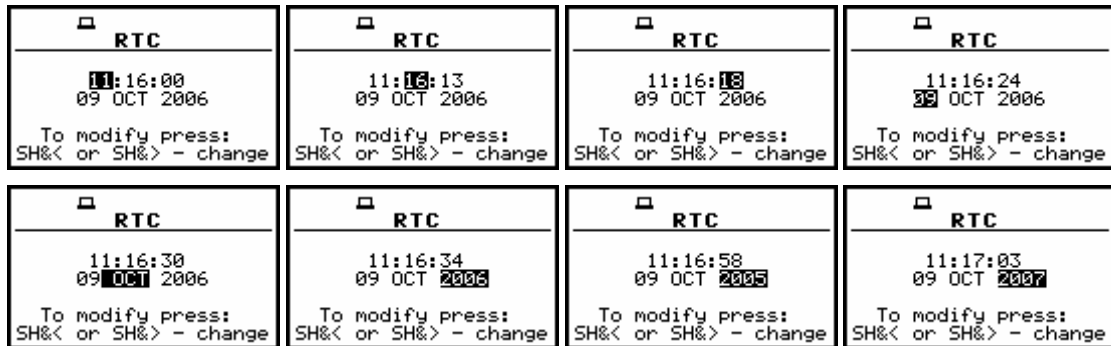 RTC
11:16:00
09 OCT 2006
To modify press:
SH&< or SH&> - change
RTC
11:16:13
09 OCT 2006
To modify press:
SH&< or SH&> - change
RTC
11:16:18
09 OCT 2006
To modify press:
SH&< or SH&> - change
RTC
11:16:24
09 OCT 2006
To modify press:
SH&< or SH&> - change
RTC
11:16:30
09 OCT 2006
To modify press:
SH&< or SH&> - change
RTC
11:16:34
09 OCT 2006
To modify press:
SH&< or SH&> - change
RTC
11:16:58
09 OCT 2005
To modify press:
SH&< or SH&> - change
RTC
11:17:03
09 OCT 2007
To modify press:
SH&< or SH&> - change